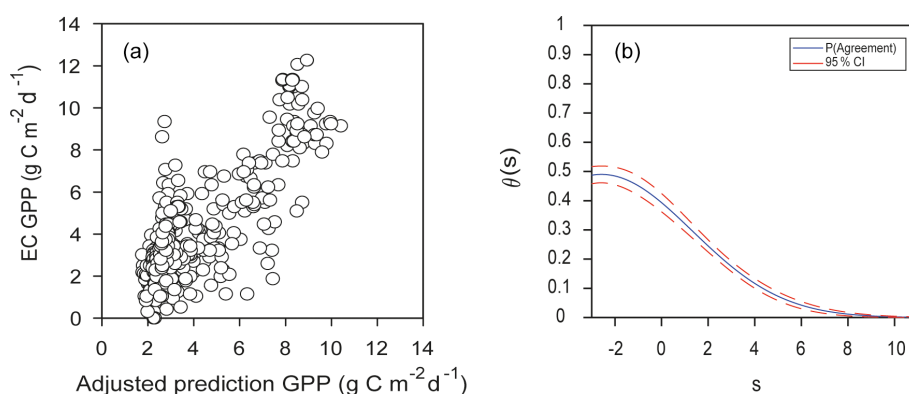 (a)
EC GPP (g C m-2 d-1)
14
12
10
8
6
4
2
0
0 2 4 6 8 10 12 14
Adjusted prediction GPP (g C m-2 d-1)
(b)
P(Agreement)
95 % CI
θ(s)
1
0.9
0.8
0.7
0.6
0.5
0.4
0.3
0.2
0.1
0
-2 0 2 4 6 8 10
s